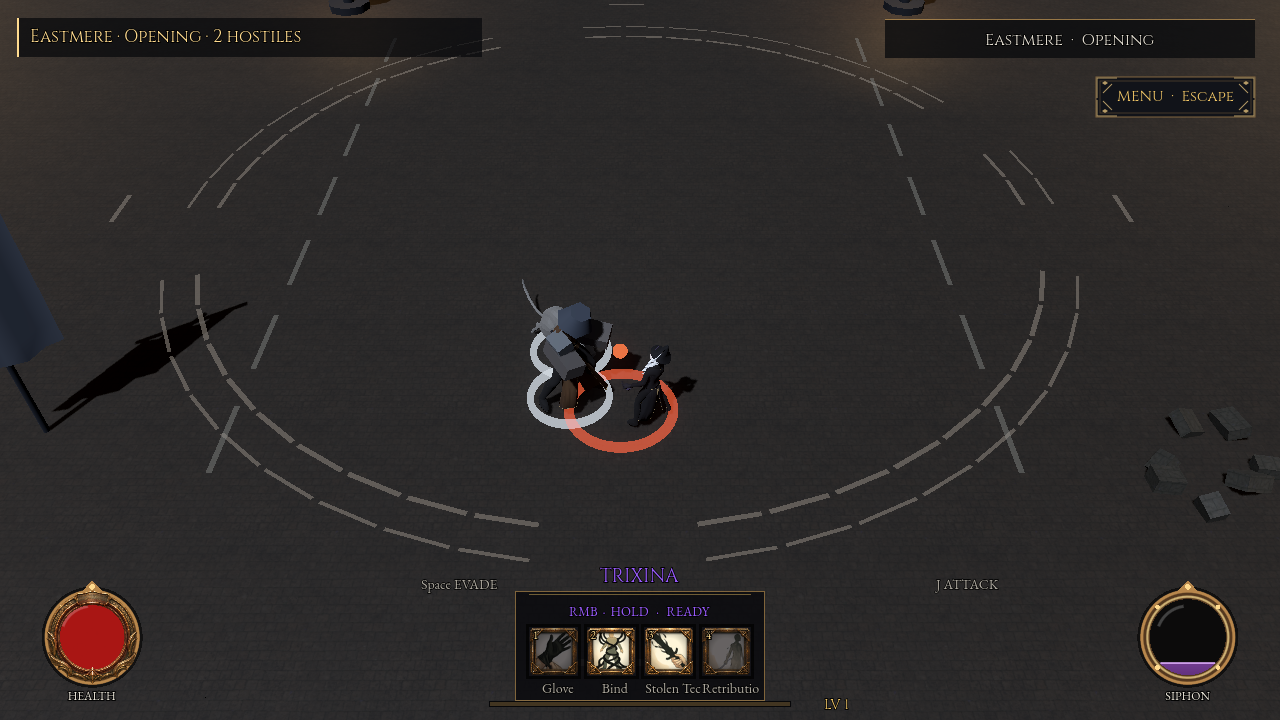 Eastmere · Opening · 2 hostiles
Eastmere · Opening
MENU · Escape
Space EVADE
TRIXINA
J ATTACK
RMB · HOLD · READY
1 2 3 4
Glove Bind Stolen Tec Retributio
HEALTH
SIPHON
LV 1